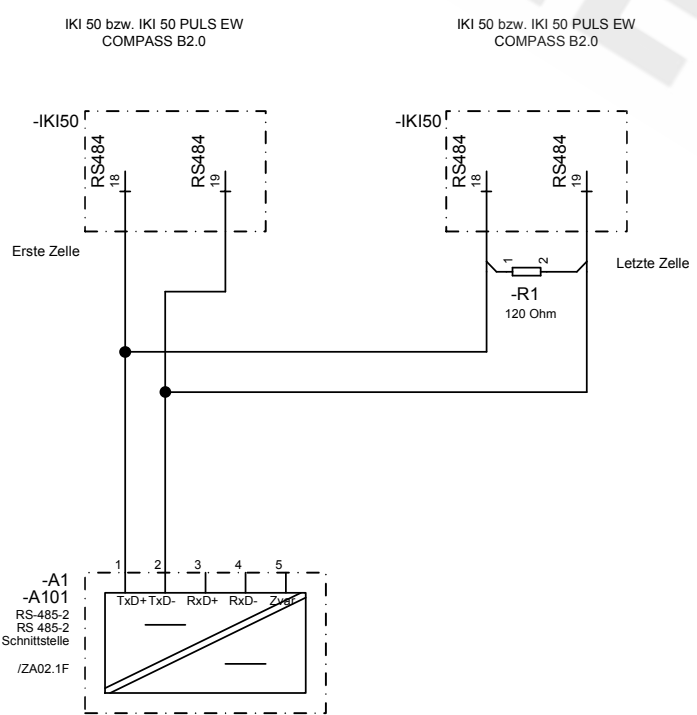 IKI 50 bzw. IKI 50 PULS EW
COMPASS B2.0
IKI 50 bzw. IKI 50 PULS EW
COMPASS B2.0
-IKI50
RS484
18
RS484
19
-IKI50
RS484
18
RS484
19
Erste Zelle
1
2
Letzte Zelle
-R1
120 Ohm
1
2
3
4
5
-A1
-A101
RS-485-2
RS 485-2
Schnittstelle
/ZA02.1F
TxD+
TxD-
RxD+
RxD-
Zvar